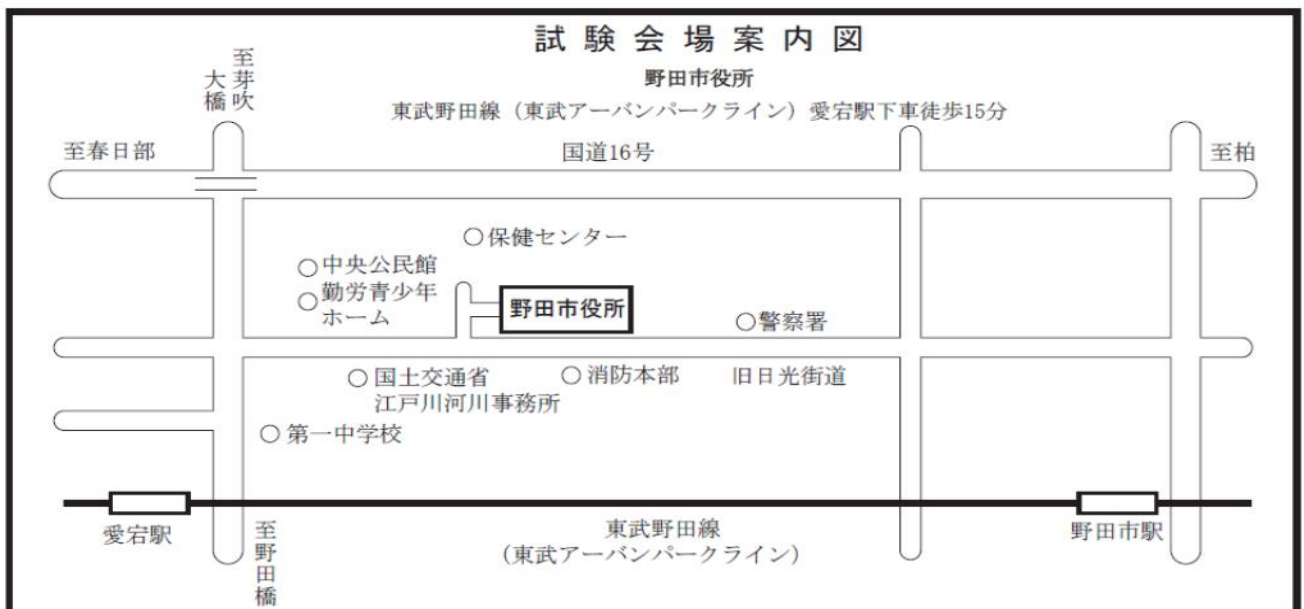 試験会場案内図
野田市役所
東武野田線（東武アーバンパークライン）愛宕駅下車徒歩15分
至芽吹
大橋
至春日部
国道16号
至柏
○保健センター
○中央公民館
○勤労青少年
ホーム
野田市役所
○警察署
○国土交通省
江戸川河川事務所
○消防本部
旧日光街道
○第一中学校
愛宕駅
至野田橋
東武野田線
（東武アーバンパークライン）
野田市駅